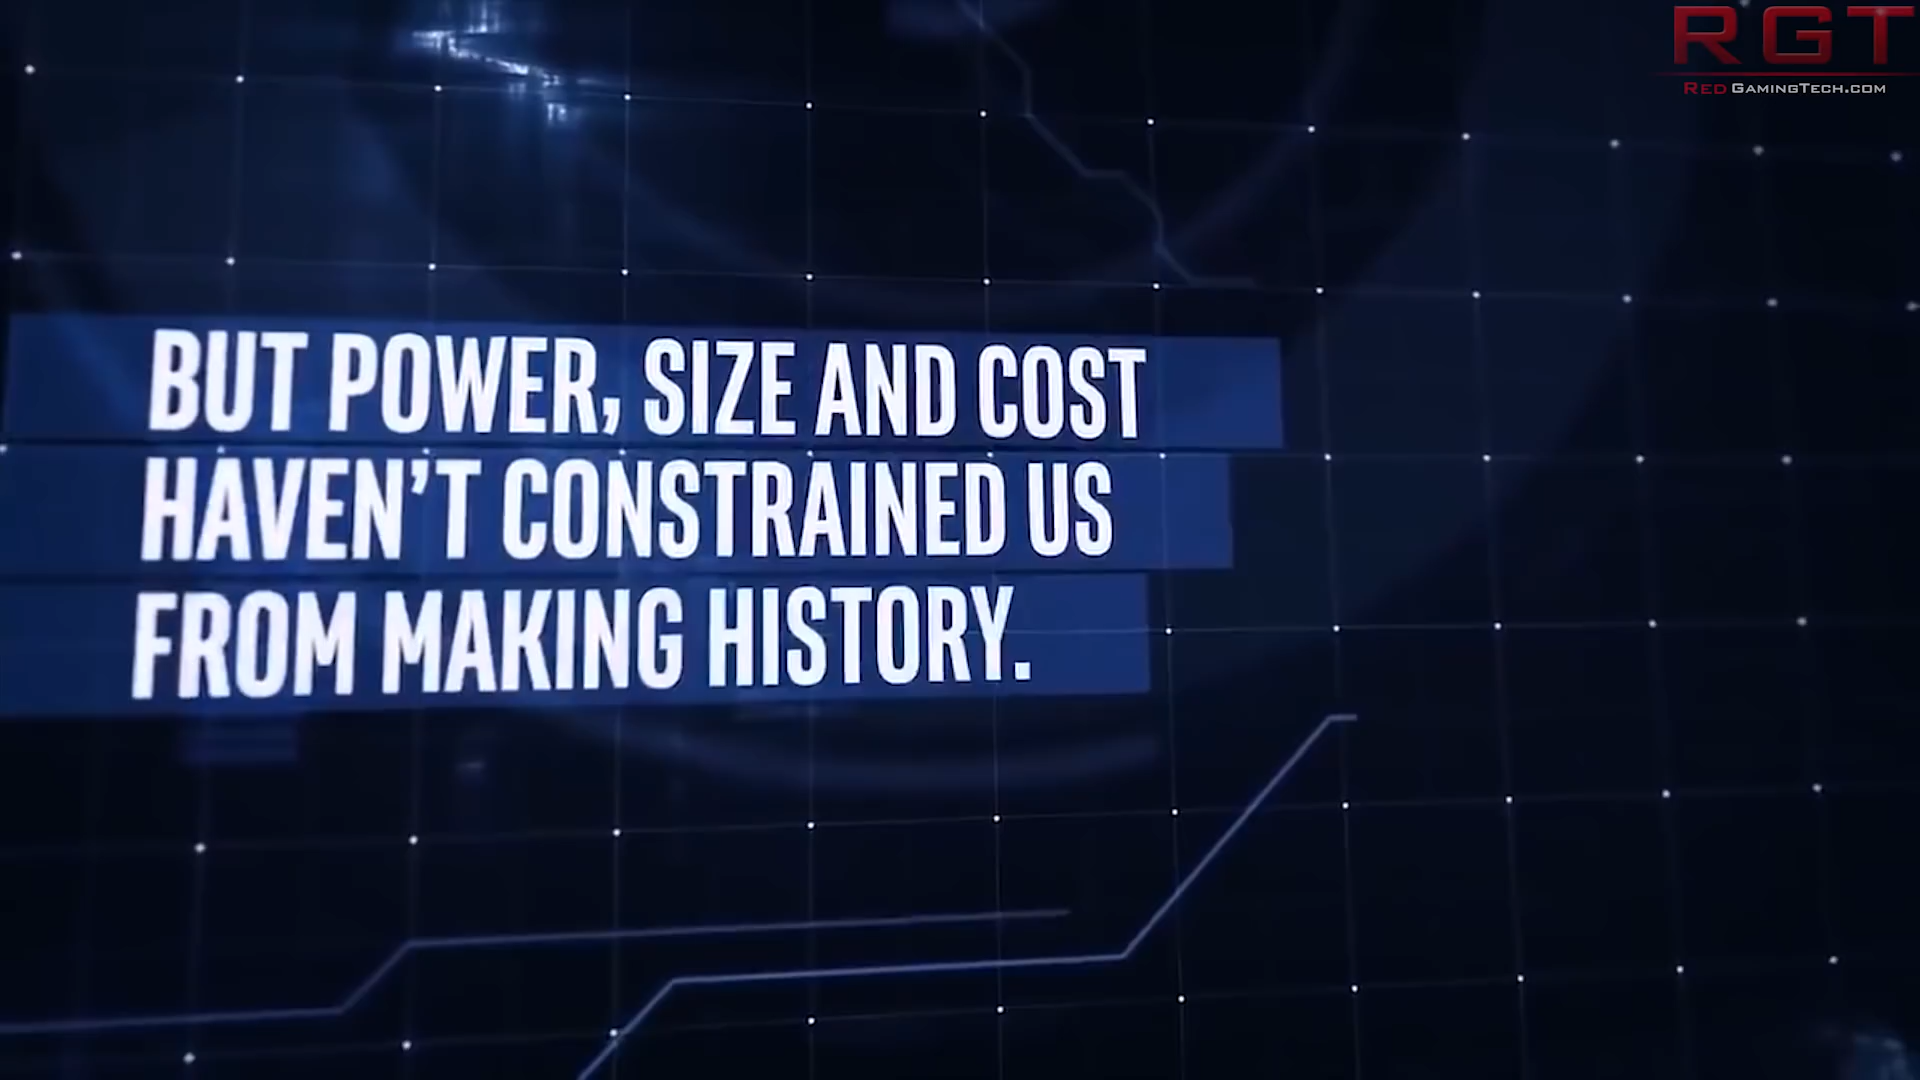 RGT
RED GAMINGTECH.COM
BUT POWER, SIZE AND COST
HAVEN'T CONSTRAINED US
FROM MAKING HISTORY.